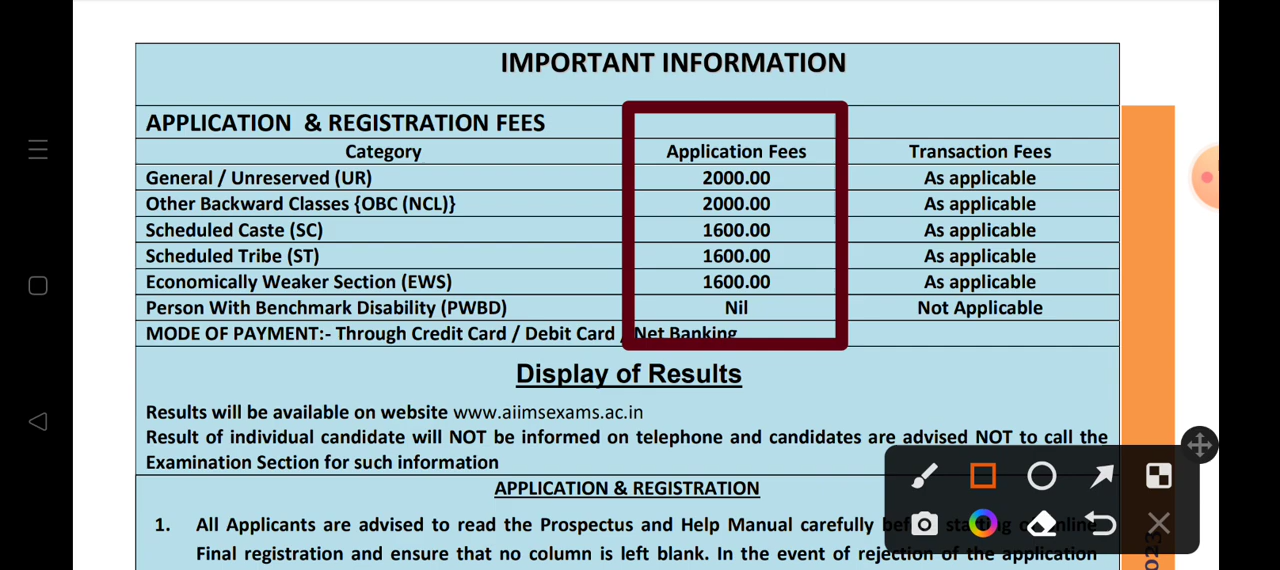 IMPORTANT INFORMATION
APPLICATION & REGISTRATION FEES
Category Application Fees Transaction Fees
General / Unreserved (UR) 2000.00 As applicable
Other Backward Classes {OBC (NCL)} 2000.00 As applicable
Scheduled Caste (SC) 1600.00 As applicable
Scheduled Tribe (ST) 1600.00 As applicable
Economically Weaker Section (EWS) 1600.00 As applicable
Person With Benchmark Disability (PWBD) Nil Not Applicable
MODE OF PAYMENT:- Through Credit Card / Debit Card / Net Banking
Display of Results
Results will be available on website www.aiimsexams.ac.in
Result of individual candidate will NOT be informed on telephone and candidates are advised NOT to call the
Examination Section for such information
APPLICATION & REGISTRATION
1. All Applicants are advised to read the Prospectus and Help Manual carefully
Final registration and ensure that no column is left blank. In the event of rejection of the application